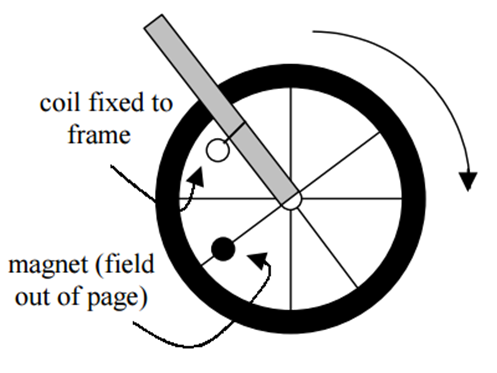 coil fixed to
frame
magnet (field
out of page)